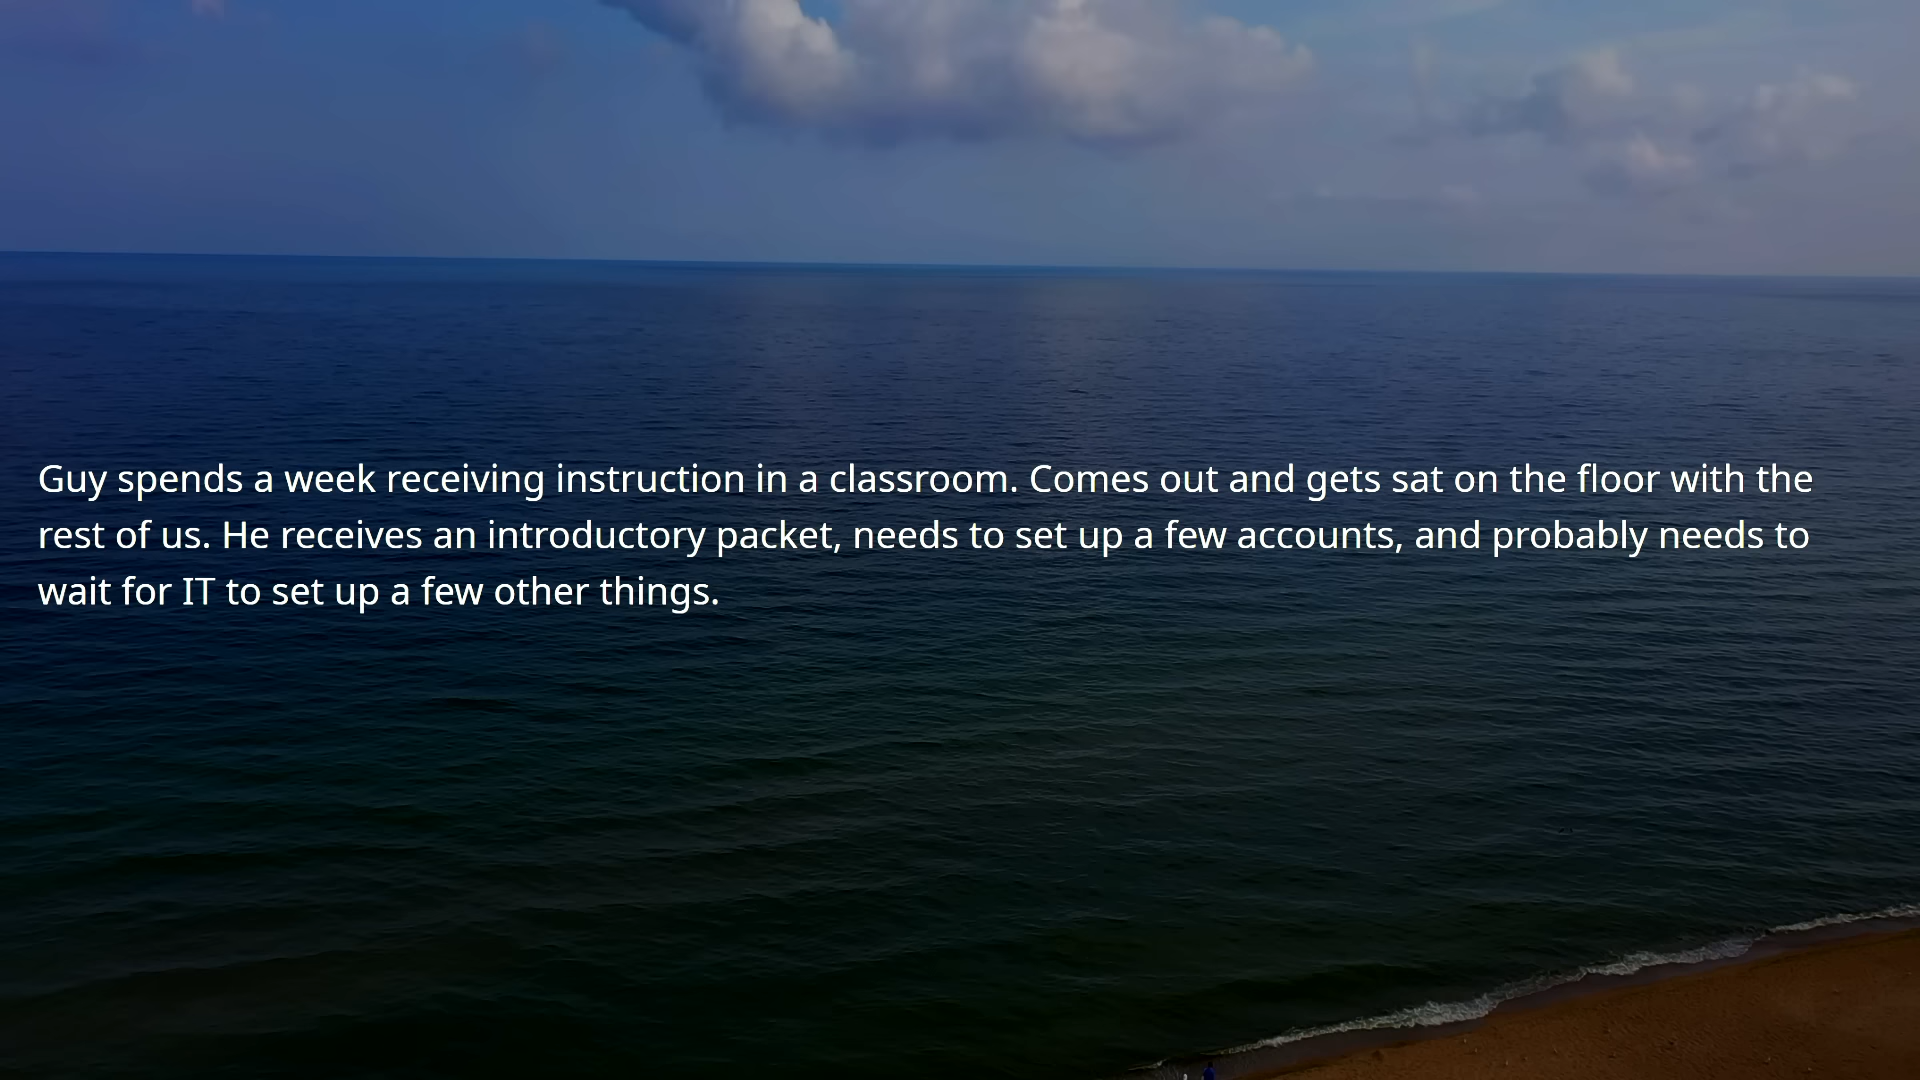 Guy spends a week receiving instruction in a classroom. Comes out and gets sat on the floor with the
rest of us. He receives an introductory packet, needs to set up a few accounts, and probably needs to
wait for IT to set up a few other things.